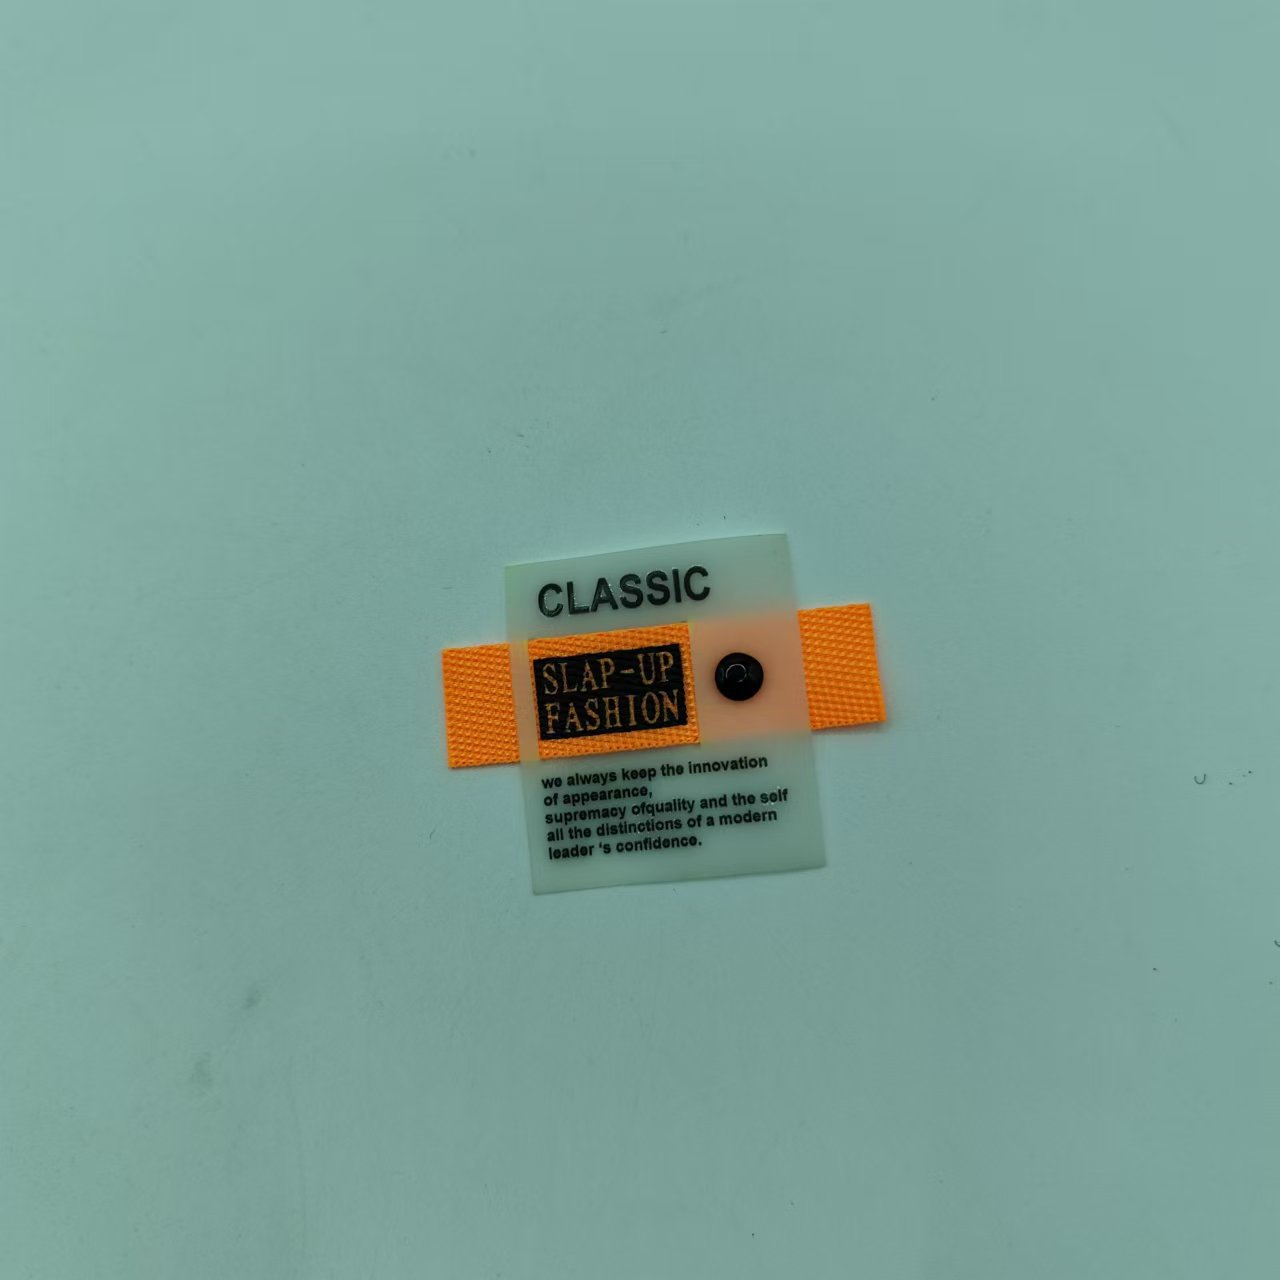 CLASSIC
SLAP-UP
FASHION
we always keep the innovation
of appearance,
supremacy ofquality and the self
all the distinctions of a modern
leader 's confidence.